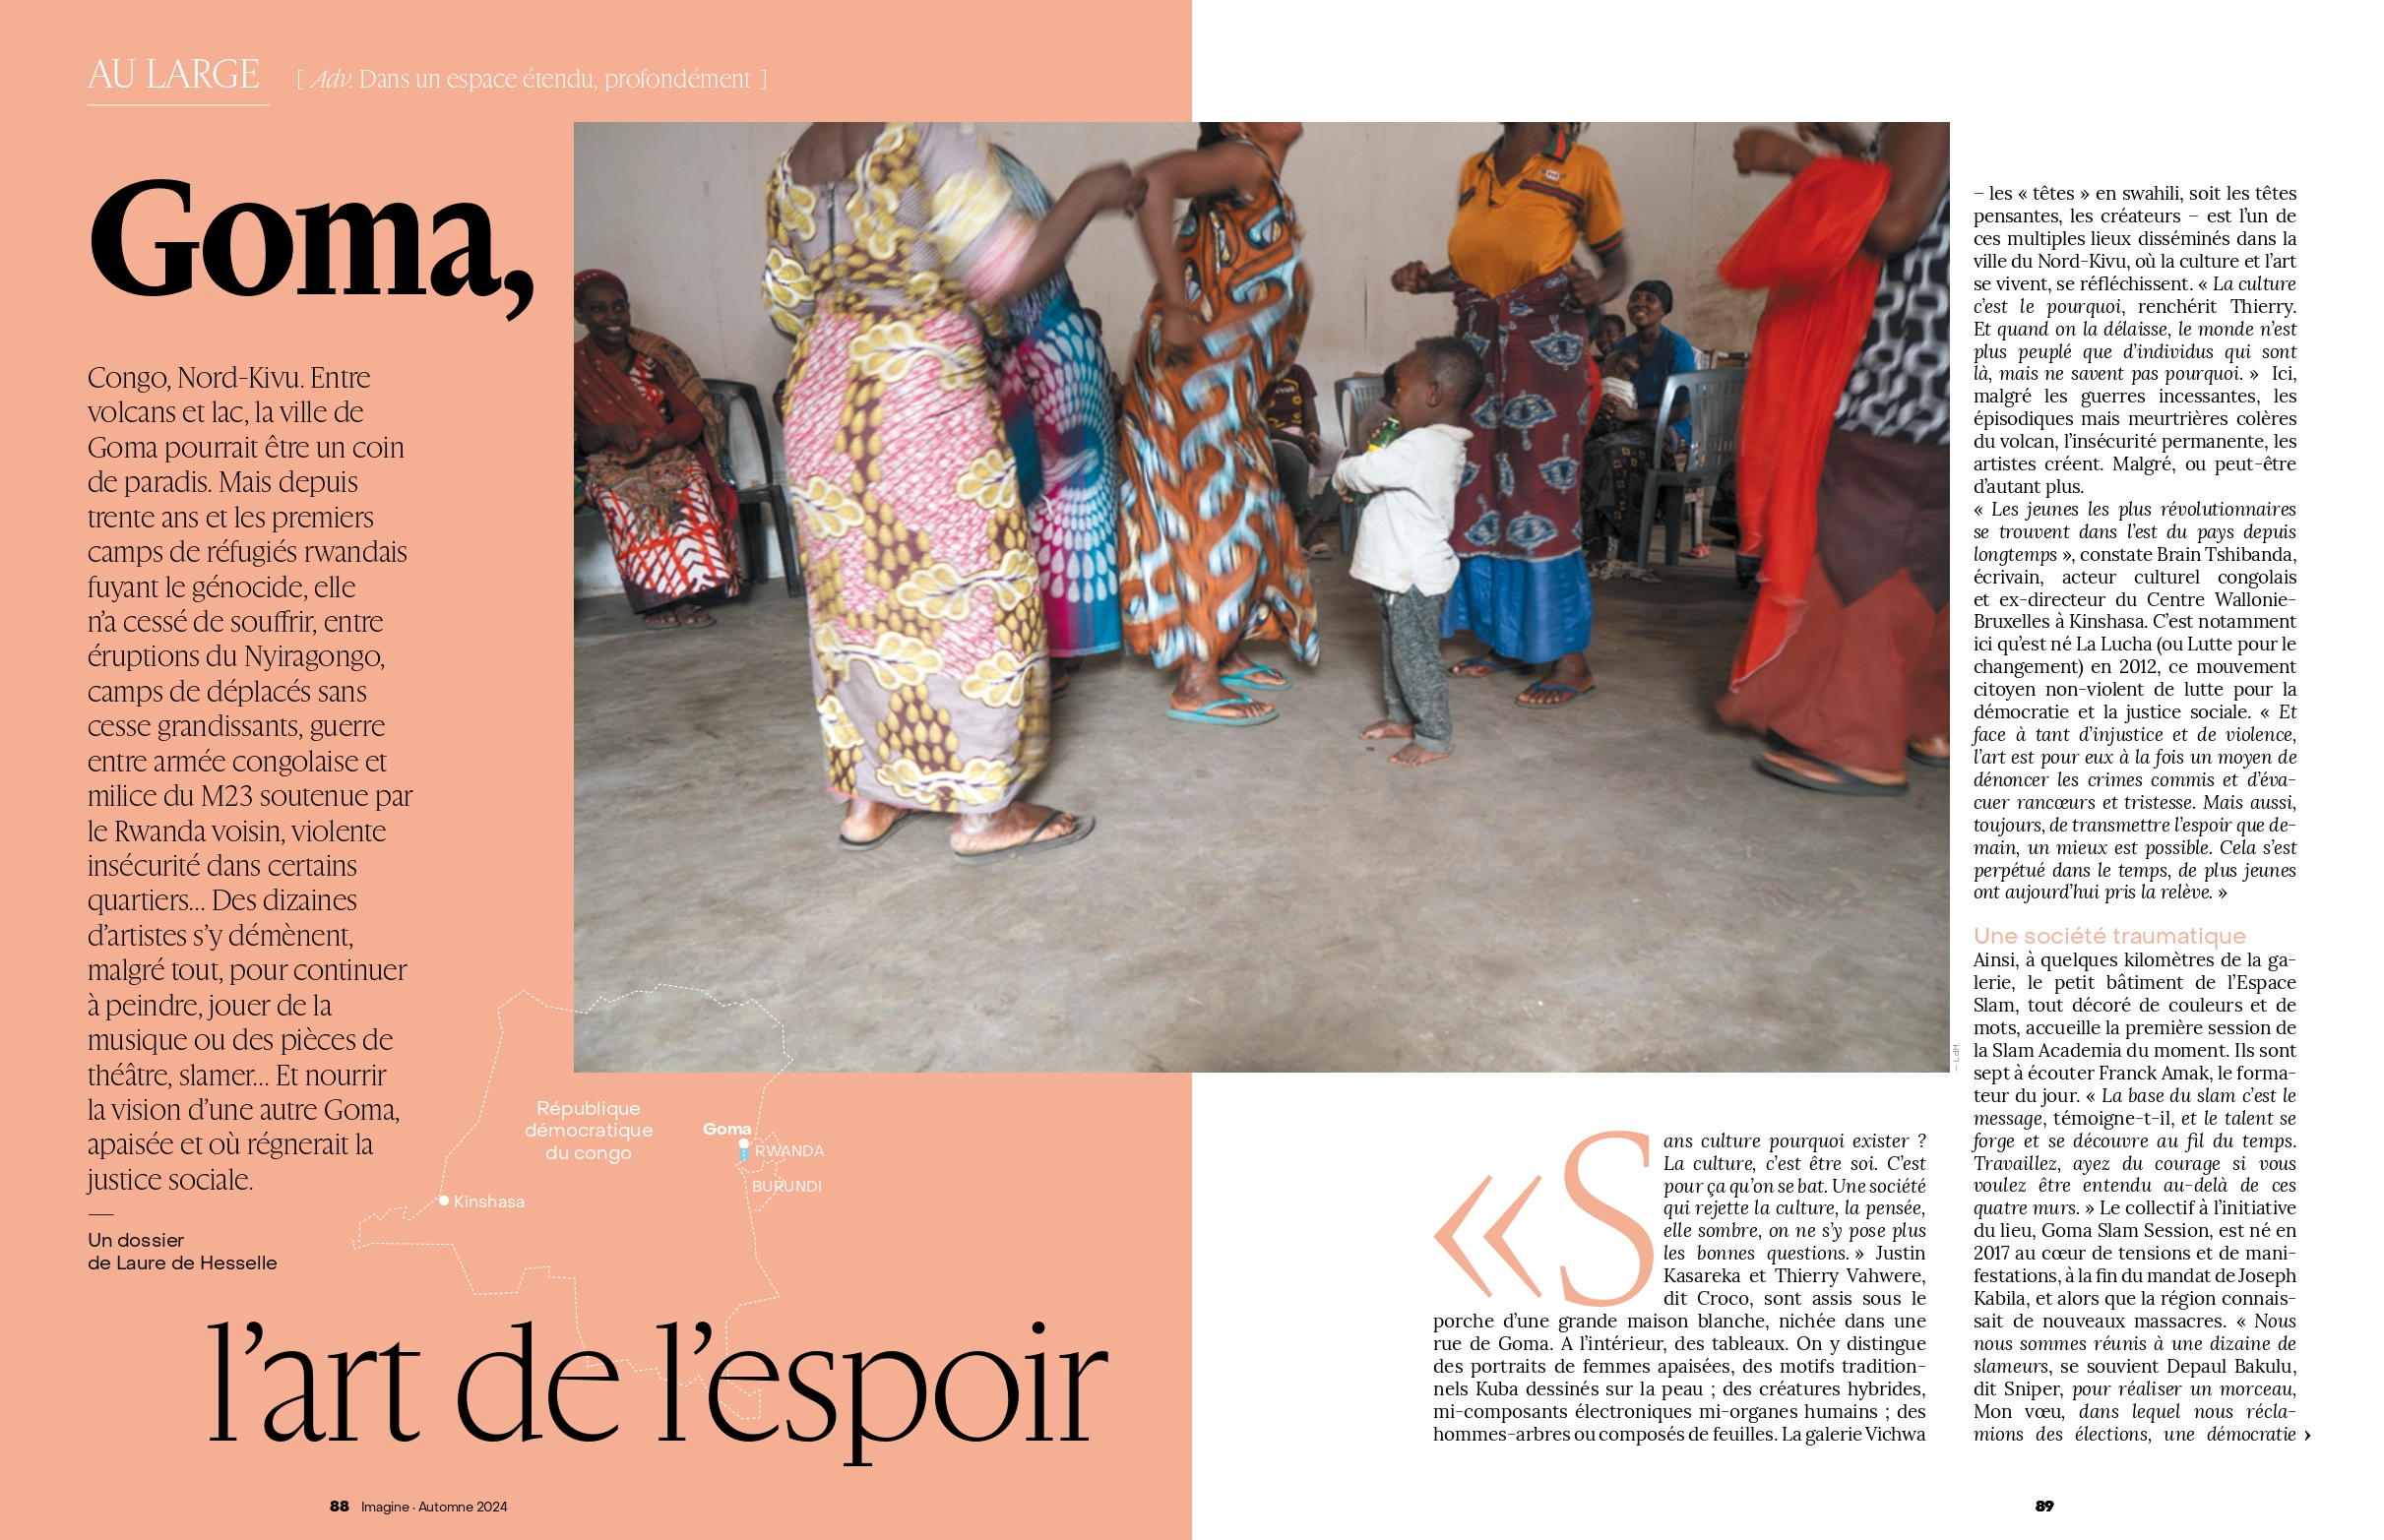 AU LARGE [ Adv. Dans un espace étendu, profondément ]
Goma,
Congo, Nord-Kivu. Entre
volcans et lac, la ville de
Goma pourrait être un coin
de paradis. Mais depuis
trente ans et les premiers
camps de réfugiés rwandais
fuyant le génocide, elle
n’a cessé de souffrir, entre
éruptions du Nyiragongo,
camps de déplacés sans
cesse grandissants, guerre
entre armée congolaise et
milice du M23 soutenue par
le Rwanda voisin, violente
insécurité dans certains
quartiers… Des dizaines
d’artistes s’y démènent,
malgré tout, pour continuer
à peindre, jouer de la
musique ou des pièces de
théâtre, slamer… Et nourrir
la vision d’une autre Goma,
apaisée et où régnerait la
justice sociale.
—
Un dossier
de Laure de Hesselle
République
démocratique
du congo
Goma
RWANDA
BURUNDI
Kinshasa
l’art de l’espoir
88 Imagine · Automne 2024
– LdH
«Sans culture pourquoi exister ?
La culture, c’est être soi. C’est
pour ça qu’on se bat. Une société
qui rejette la culture, la pensée,
elle sombre, on ne s’y pose plus
les bonnes questions. » Justin
Kasareka et Thierry Vahwere,
dit Croco, sont assis sous le
porche d’une grande maison blanche, nichée dans une
rue de Goma. A l’intérieur, des tableaux. On y distingue
des portraits de femmes apaisées, des motifs tradition-
nels Kuba dessinés sur la peau ; des créatures hybrides,
mi-composants électroniques mi-organes humains ; des
hommes-arbres ou composés de feuilles. La galerie Vichwa
– les « têtes » en swahili, soit les têtes
pensantes, les créateurs – est l’un de
ces multiples lieux disséminés dans la
ville du Nord-Kivu, où la culture et l’art
se vivent, se réfléchissent. « La culture
c’est le pourquoi, renchérit Thierry.
Et quand on la délaisse, le monde n’est
plus peuplé que d’individus qui sont
là, mais ne savent pas pourquoi. » Ici,
malgré les guerres incessantes, les
épisodiques mais meurtrières colères
du volcan, l’insécurité permanente, les
artistes créent. Malgré, ou peut-être
d’autant plus.
« Les jeunes les plus révolutionnaires
se trouvent dans l’est du pays depuis
longtemps », constate Brain Tshibanda,
écrivain, acteur culturel congolais
et ex-directeur du Centre Wallonie-
Bruxelles à Kinshasa. C’est notamment
ici qu’est né La Lucha (ou Lutte pour le
changement) en 2012, ce mouvement
citoyen non-violent de lutte pour la
démocratie et la justice sociale. « Et
face à tant d’injustice et de violence,
l’art est pour eux à la fois un moyen de
dénoncer les crimes commis et d’éva-
cuer rancœurs et tristesse. Mais aussi,
toujours, de transmettre l’espoir que de-
main, un mieux est possible. Cela s’est
perpétué dans le temps, de plus jeunes
ont aujourd’hui pris la relève. »
Une société traumatique
Ainsi, à quelques kilomètres de la ga-
lerie, le petit bâtiment de l’Espace
Slam, tout décoré de couleurs et de
mots, accueille la première session de
la Slam Academia du moment. Ils sont
sept à écouter Franck Amak, le forma-
teur du jour. « La base du slam c’est le
message, témoigne-t-il, et le talent se
forge et se découvre au fil du temps.
Travaillez, ayez du courage si vous
voulez être entendu au-delà de ces
quatre murs. » Le collectif à l’initiative
du lieu, Goma Slam Session, est né en
2017 au cœur de tensions et de mani-
festations, à la fin du mandat de Joseph
Kabila, et alors que la région connais-
sait de nouveaux massacres. « Nous
nous sommes réunis à une dizaine de
slameurs, se souvient Depaul Bakulu,
dit Sniper, pour réaliser un morceau,
Mon vœu, dans lequel nous récla-
mions des élections, une démocratie ›
89